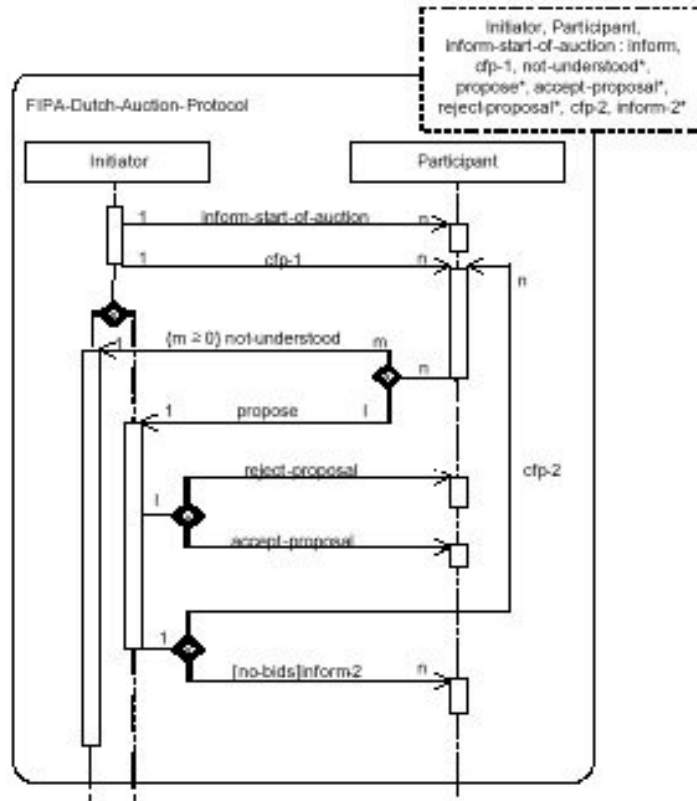 Initiator, Participant,
inform-start-of-auction : inform,
cfp-1, not-understood*,
propose*, accept-proposal*,
reject-proposal*, cfp-2, inform-2*
FIPA-Dutch-Auction-Protocol
Initiator
Participant
1 inform-start-of-auction n
1 cfp-1 n
n
1 (m ≥ 0) not-understood m
n
1 propose l
reject-proposal
cfp-2
l
accept-proposal
1
[no-bids]inform-2 n